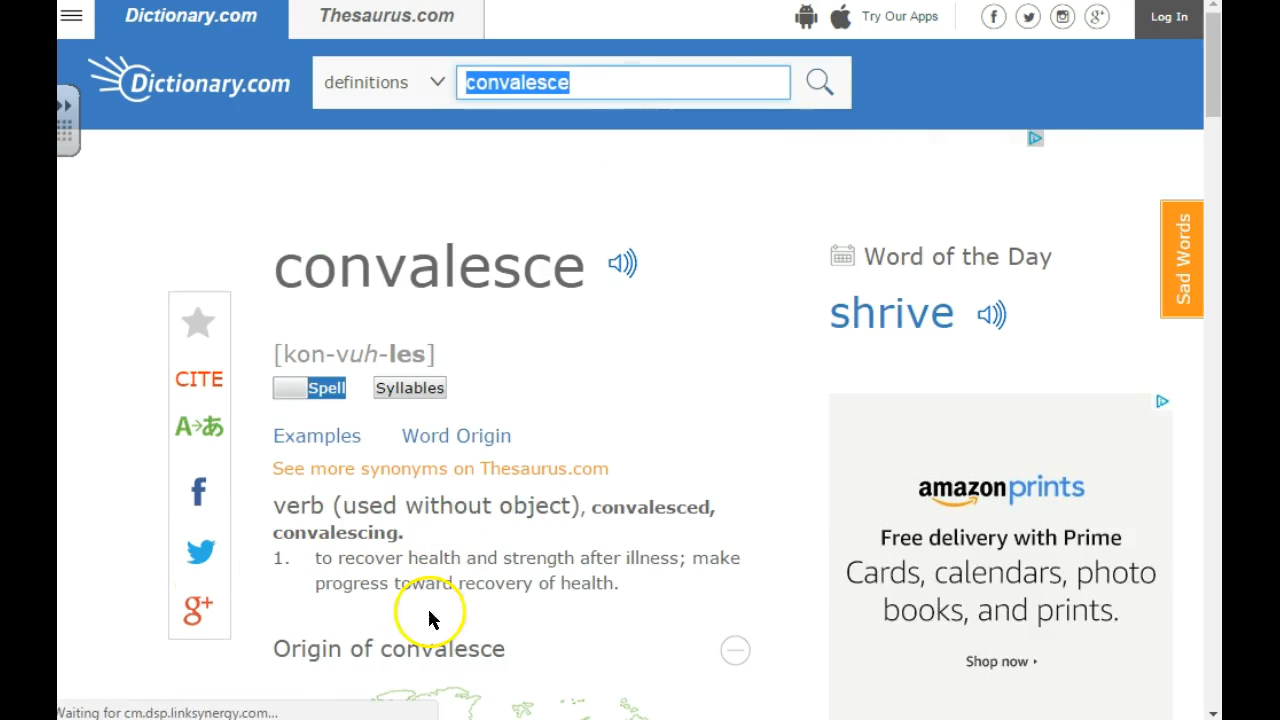 Dictionary.com
Thesaurus.com
Try Our Apps
Log In
Dictionary.com
definitions
convalesce
convalesce
Word of the Day
shrive
Sad Words
[kon-vuh-les]
CITE
Spell
Syllables
A あ
Examples
Word Origin
See more synonyms on Thesaurus.com
verb (used without object), convalesced,
convalescing.
1. to recover health and strength after illness; make
progress toward recovery of health.
g+
Origin of convalesce
amazonprints
Free delivery with Prime
Cards, calendars, photo
books, and prints.
Shop now
Waiting for cm.dsp.linksynergy.com...